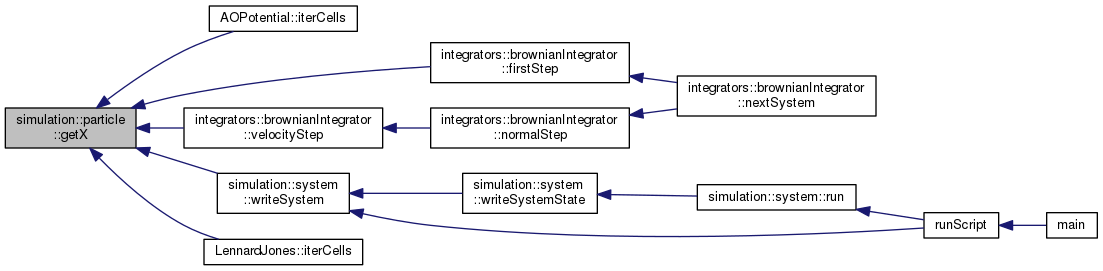 AOPotential::iterCells
integrators::brownianIntegrator
::firstStep
integrators::brownianIntegrator
::nextSystem
simulation::particle
::getX
integrators::brownianIntegrator
::velocityStep
integrators::brownianIntegrator
::normalStep
simulation::system
::writeSystem
simulation::system
::writeSystemState
simulation::system::run
runScript
main
LennardJones::iterCells